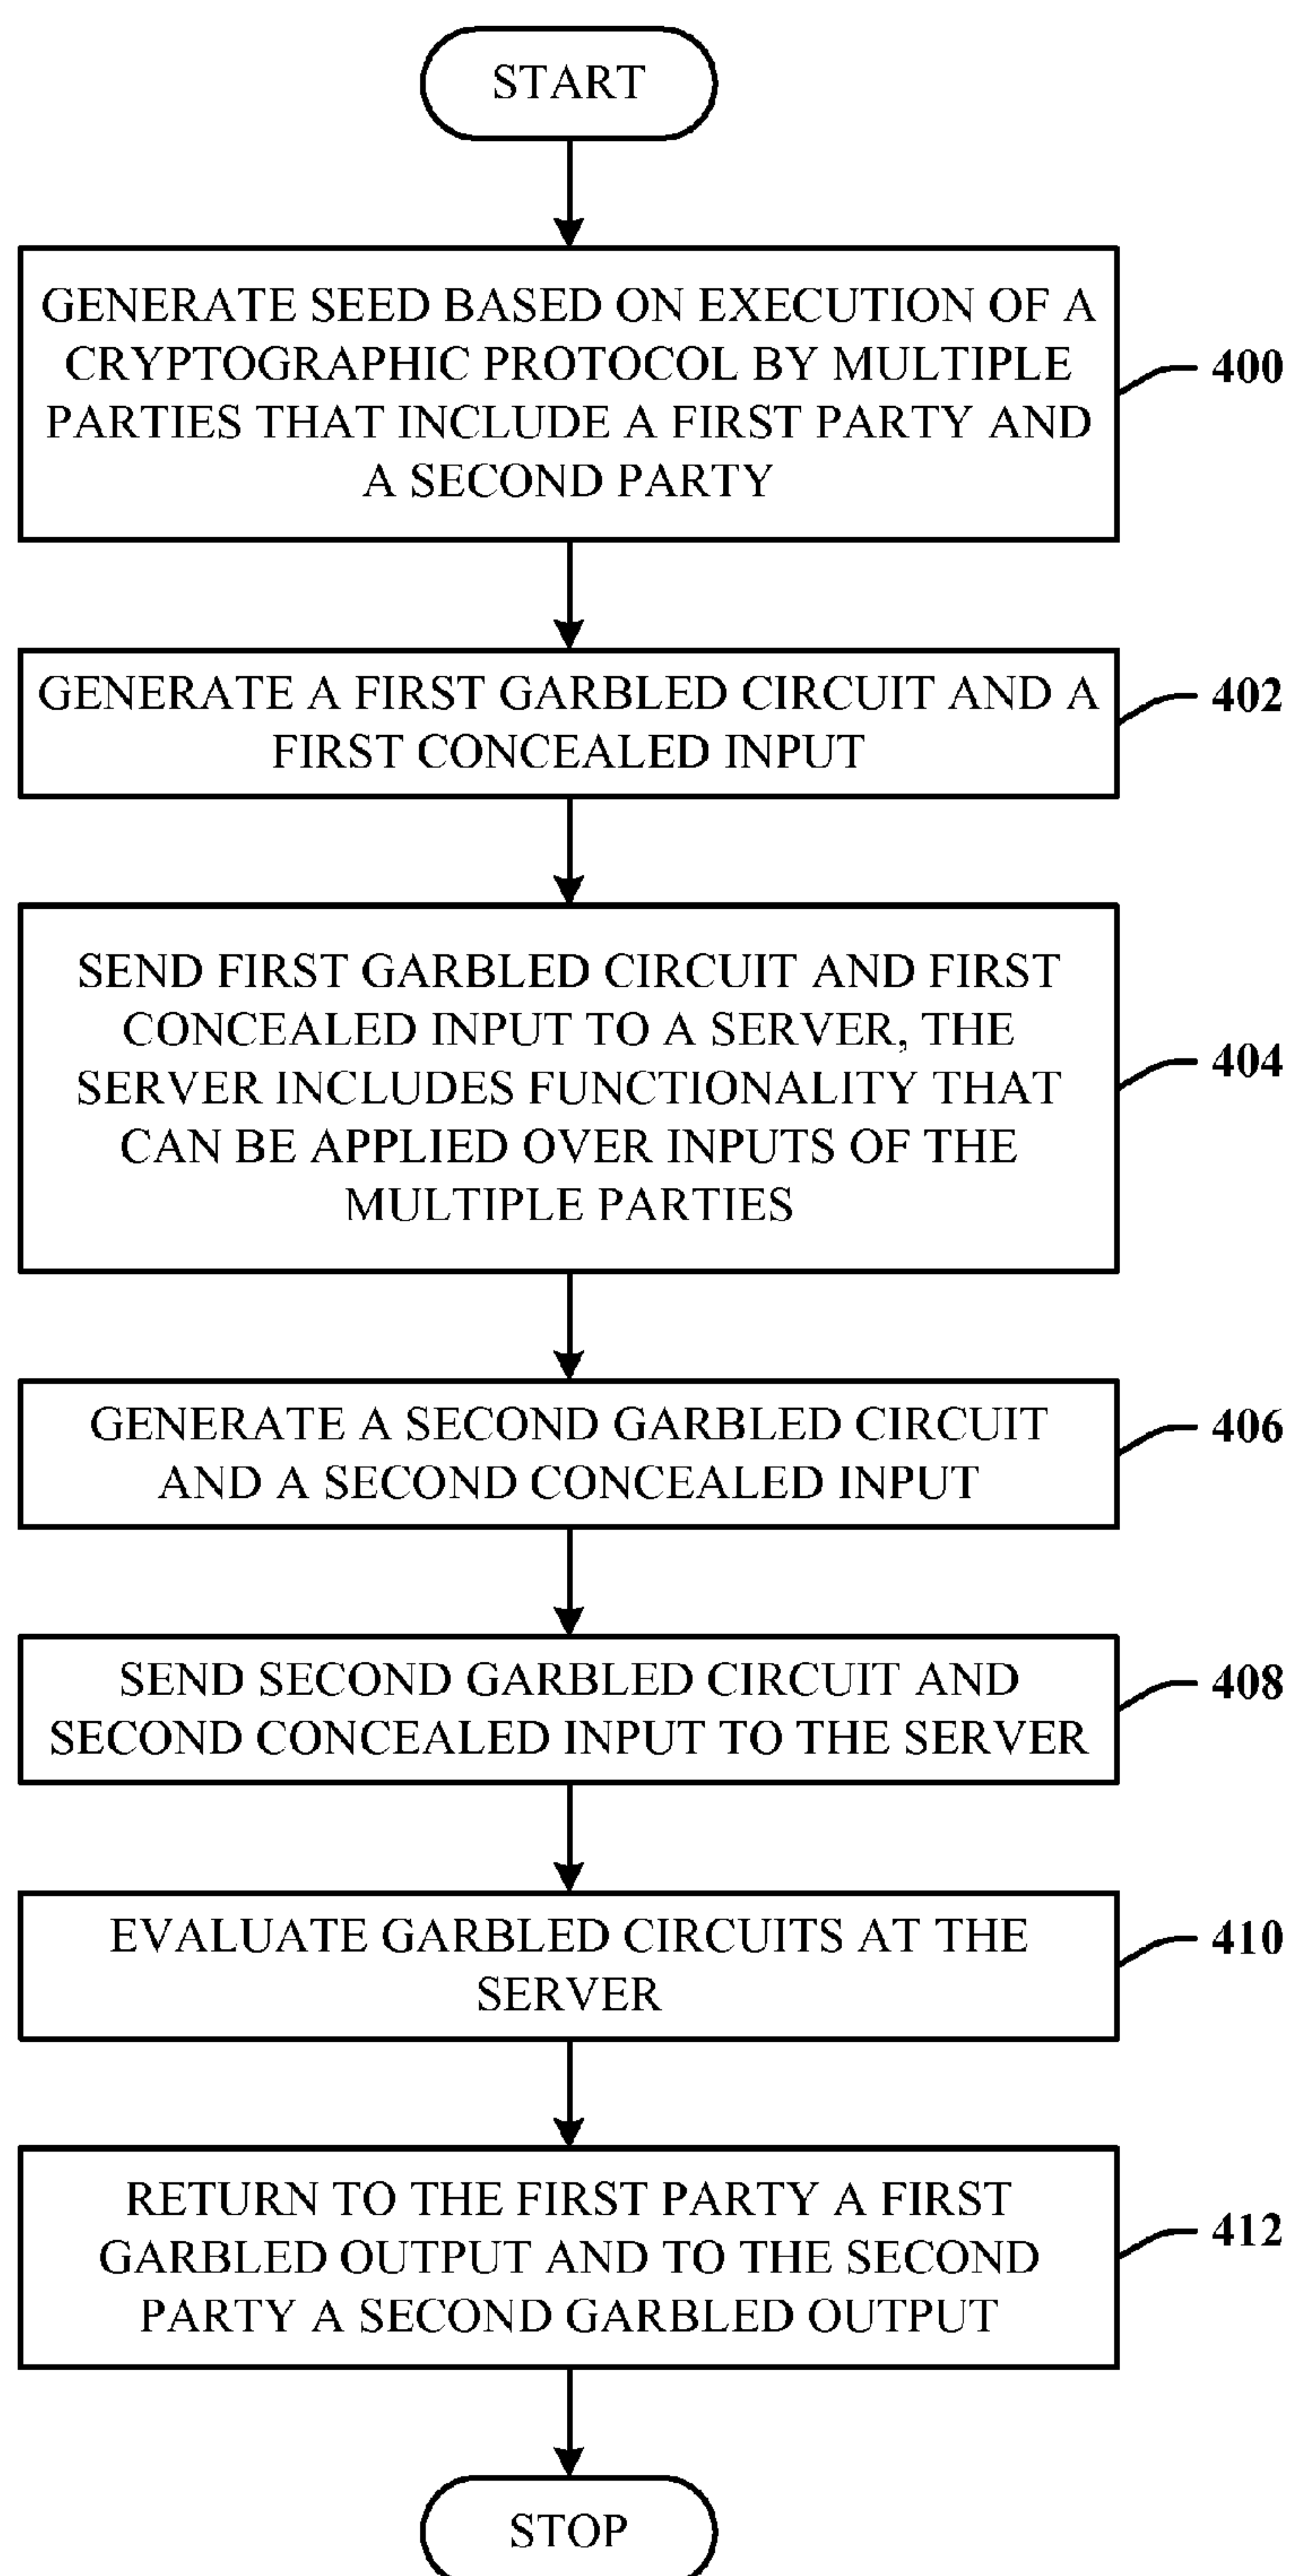 START
GENERATE SEED BASED ON EXECUTION OF A
CRYPTOGRAPHIC PROTOCOL BY MULTIPLE
PARTIES THAT INCLUDE A FIRST PARTY AND
A SECOND PARTY
400
GENERATE A FIRST GARBLED CIRCUIT AND A
FIRST CONCEALED INPUT
402
SEND FIRST GARBLED CIRCUIT AND FIRST
CONCEALED INPUT TO A SERVER, THE
SERVER INCLUDES FUNCTIONALITY THAT
CAN BE APPLIED OVER INPUTS OF THE
MULTIPLE PARTIES
404
GENERATE A SECOND GARBLED CIRCUIT
AND A SECOND CONCEALED INPUT
406
SEND SECOND GARBLED CIRCUIT AND
SECOND CONCEALED INPUT TO THE SERVER
408
EVALUATE GARBLED CIRCUITS AT THE
SERVER
410
RETURN TO THE FIRST PARTY A FIRST
GARBLED OUTPUT AND TO THE SECOND
PARTY A SECOND GARBLED OUTPUT
412
STOP